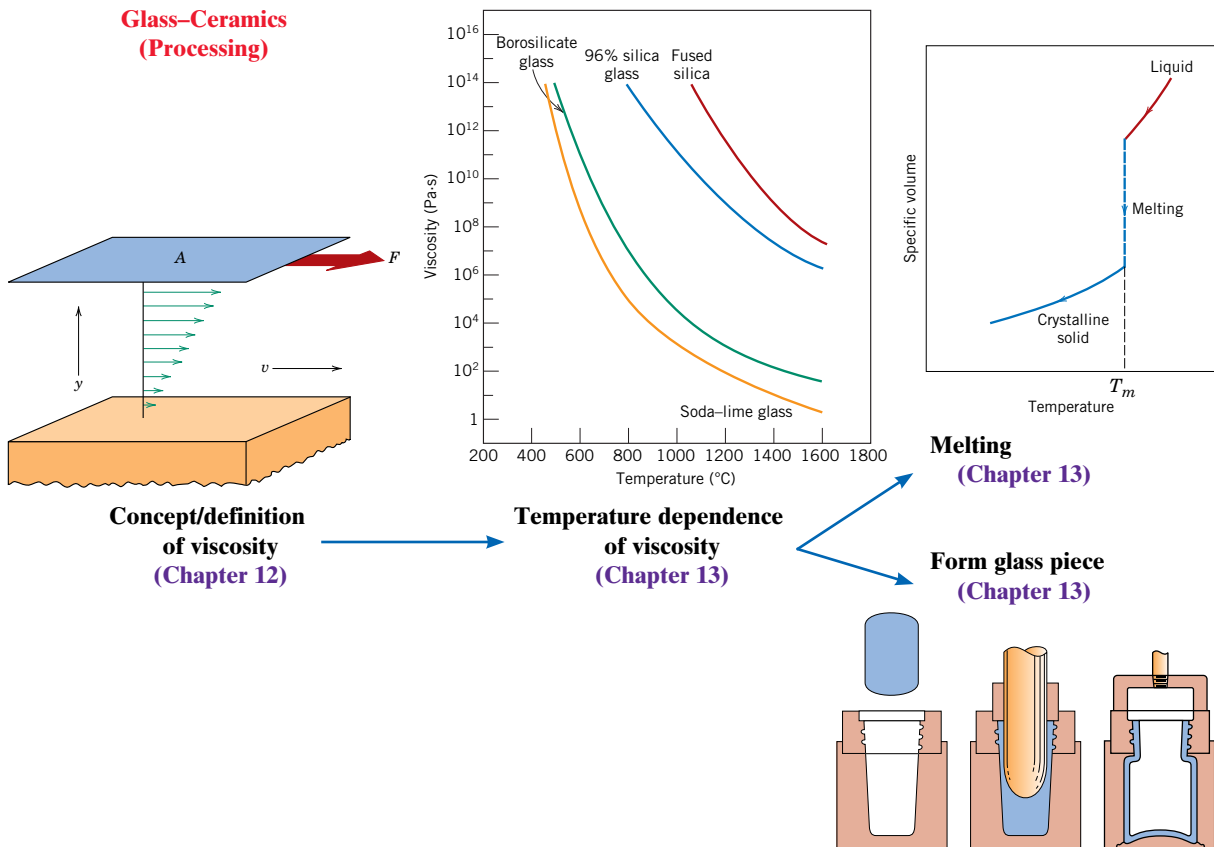 Glass–Ceramics
(Processing)
A
F
y
v
Viscosity (Pa·s)
10¹⁶
10¹⁴
10¹²
10¹⁰
10⁸
10⁶
10⁴
10²
1
Borosilicate
glass
96% silica
glass
Fused
silica
Soda–lime glass
200 400 600 800 1000 1200 1400 1600 1800
Temperature (°C)
Specific volume
Liquid
Melting
Crystalline
solid
Tₘ
Temperature
Concept/definition
of viscosity
(Chapter 12)
Temperature dependence
of viscosity
(Chapter 13)
Melting
(Chapter 13)
Form glass piece
(Chapter 13)